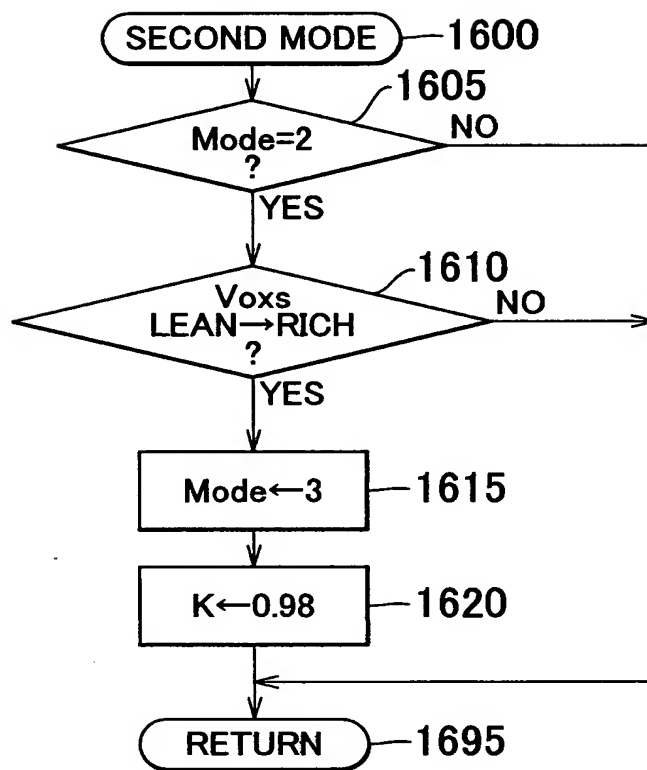 SECOND MODE 1600
1605
Mode=2
?
NO
YES
1610
Voxs
LEAN→RICH
?
NO
YES
Mode←3 1615
K←0.98 1620
RETURN 1695